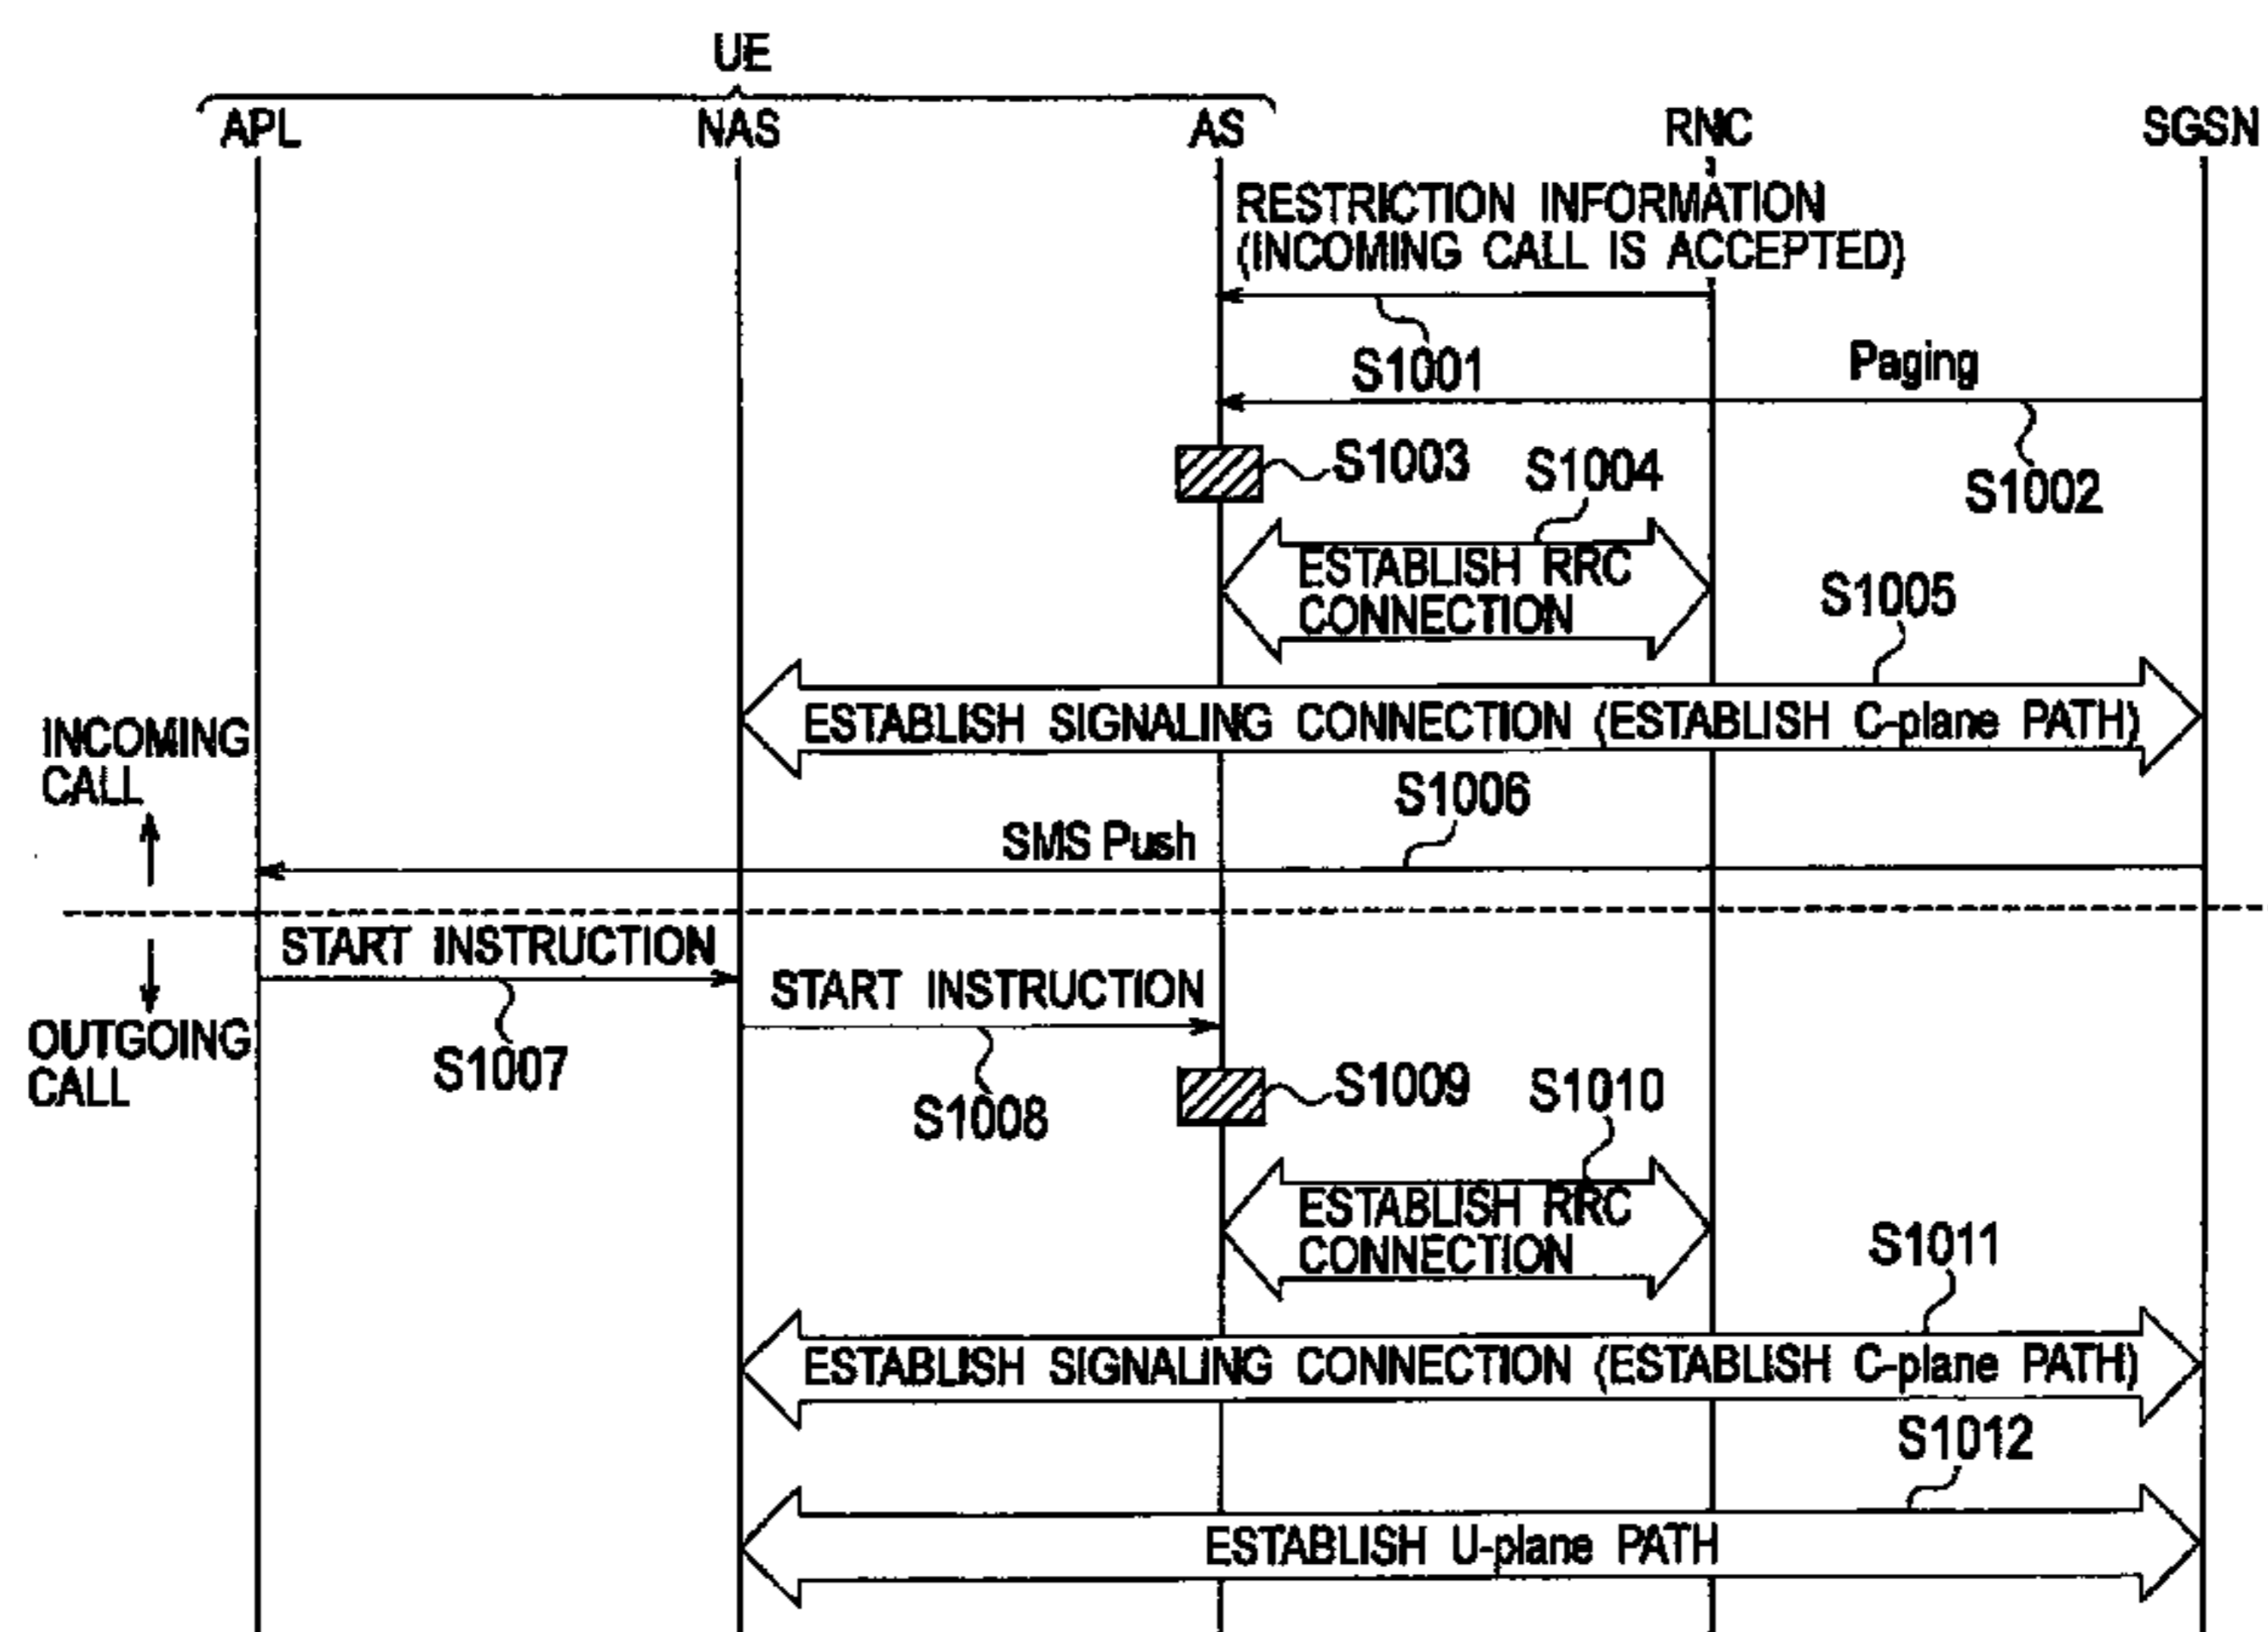 UE
APL NAS AS RNC SGSN
RESTRICTION INFORMATION
(INCOMING CALL IS ACCEPTED)
S1001
Paging
S1002
S1003
S1004
ESTABLISH RRC
CONNECTION
S1005
ESTABLISH SIGNALING CONNECTION (ESTABLISH C-plane PATH)
INCOMING
CALL
S1006
SMS Push
START INSTRUCTION
START INSTRUCTION
OUTGOING
CALL
S1007
S1008
S1009
S1010
ESTABLISH RRC
CONNECTION
S1011
ESTABLISH SIGNALING CONNECTION (ESTABLISH C-plane PATH)
S1012
ESTABLISH U-plane PATH